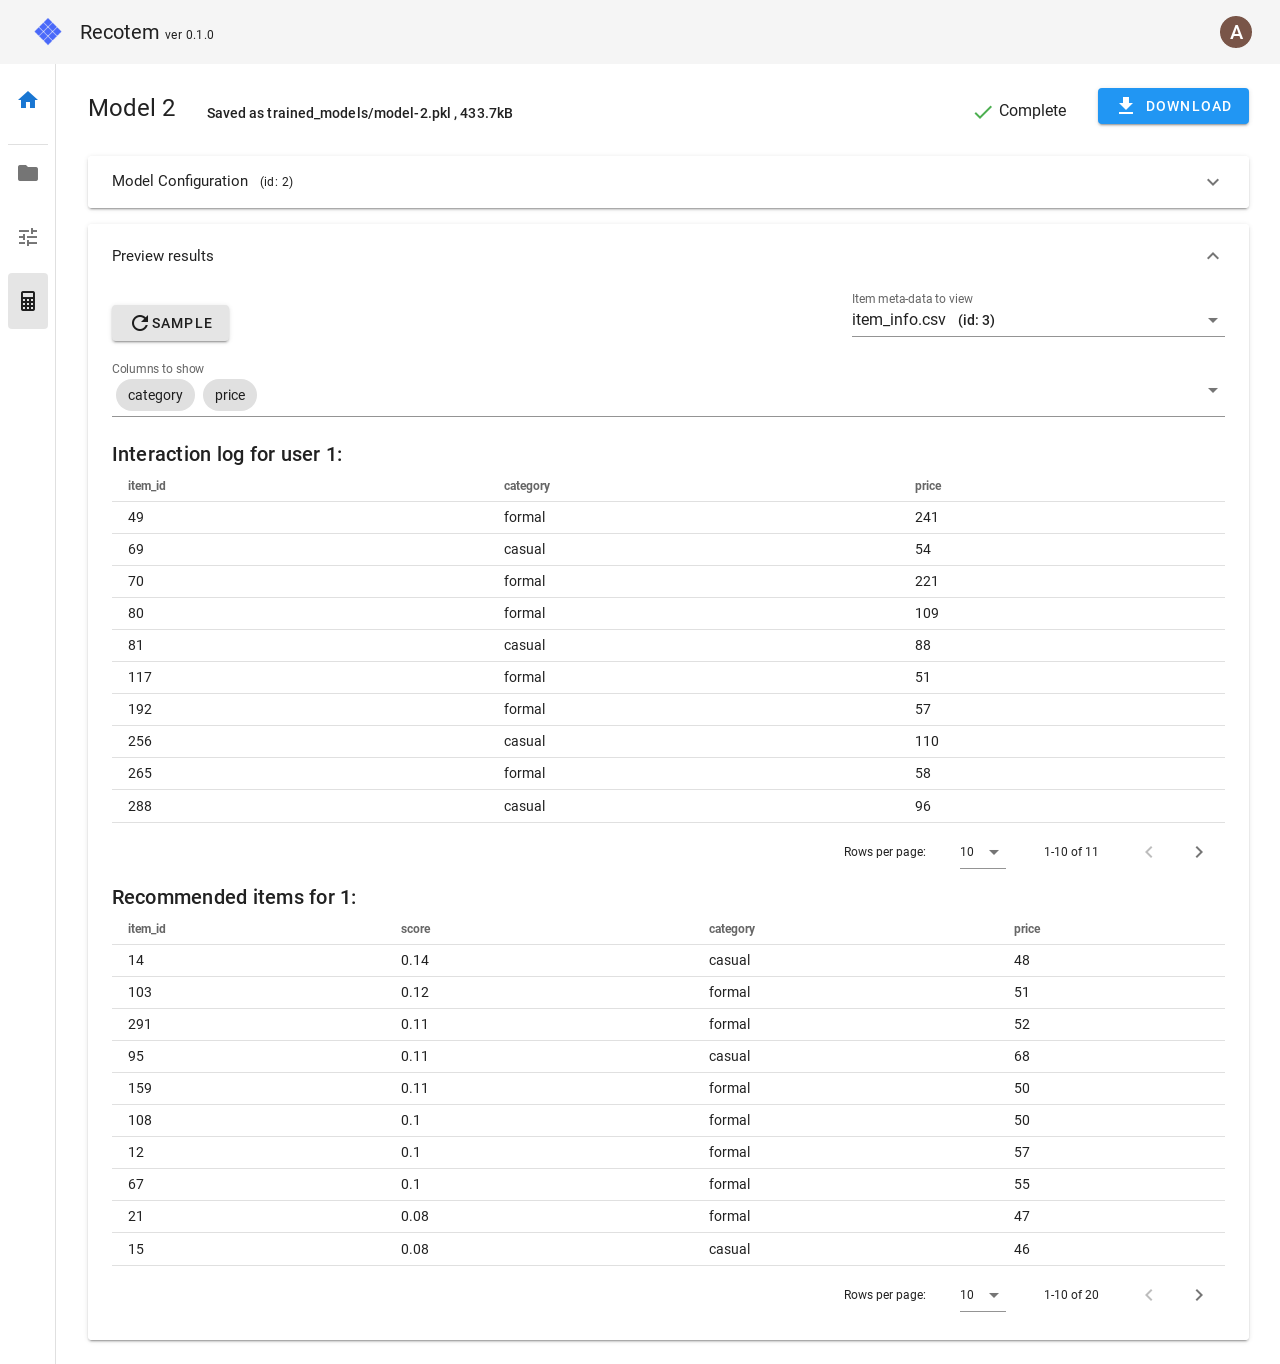 Recotem ver 0.1.0
A
Model 2
Saved as trained_models/model-2.pkl , 433.7kB
Complete
DOWNLOAD
Model Configuration (id: 2)
Preview results
SAMPLE
Item meta-data to view
item_info.csv (id: 3)
Columns to show
category price
Interaction log for user 1:
item_id category price
49 formal 241
69 casual 54
70 formal 221
80 formal 109
81 casual 88
117 formal 51
192 formal 57
256 casual 110
265 formal 58
288 casual 96
Rows per page: 10 1-10 of 11
Recommended items for 1:
item_id score category price
14 0.14 casual 48
103 0.12 formal 51
291 0.11 formal 52
95 0.11 casual 68
159 0.11 formal 50
108 0.1 formal 50
12 0.1 formal 57
67 0.1 formal 55
21 0.08 formal 47
15 0.08 casual 46
Rows per page: 10 1-10 of 20